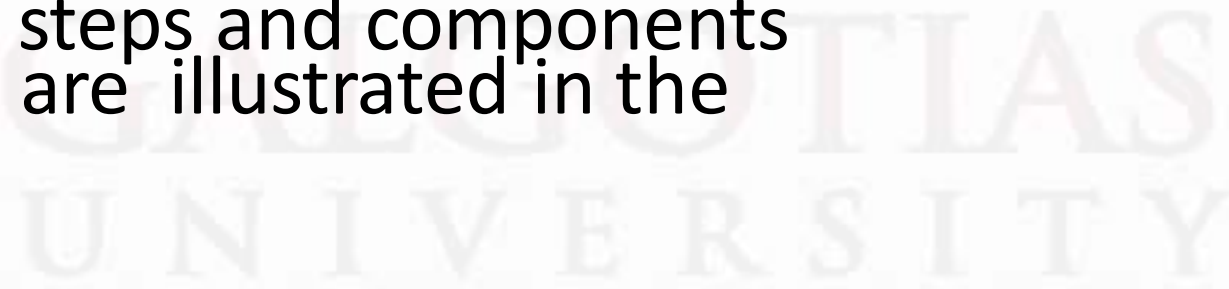 steps and components
are illustrated in the
GALGOTIAS
UNIVERSITY